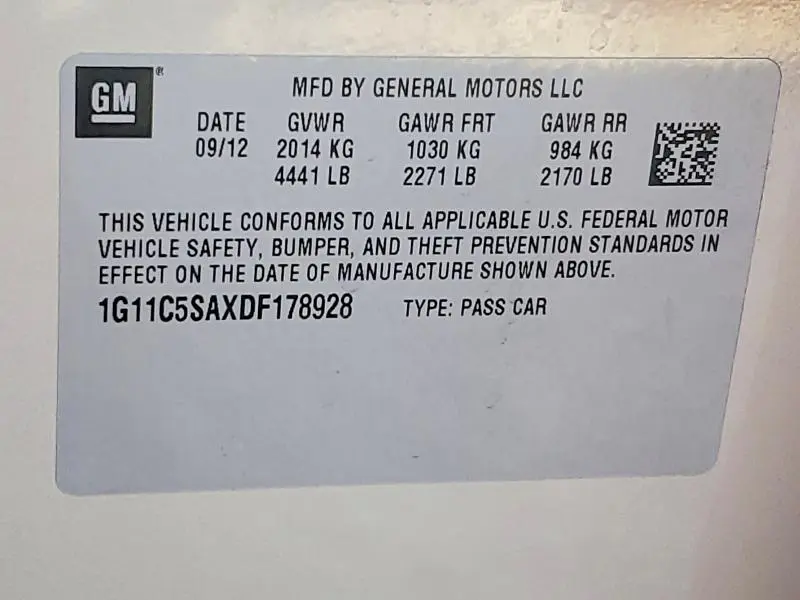 GM ®
MFD BY GENERAL MOTORS LLC
DATE GVWR GAWR FRT GAWR RR
09/12 2014 KG 1030 KG 984 KG
4441 LB 2271 LB 2170 LB
THIS VEHICLE CONFORMS TO ALL APPLICABLE U.S. FEDERAL MOTOR
VEHICLE SAFETY, BUMPER, AND THEFT PREVENTION STANDARDS IN
EFFECT ON THE DATE OF MANUFACTURE SHOWN ABOVE.
1G11C5SAXDF178928 TYPE: PASS CAR